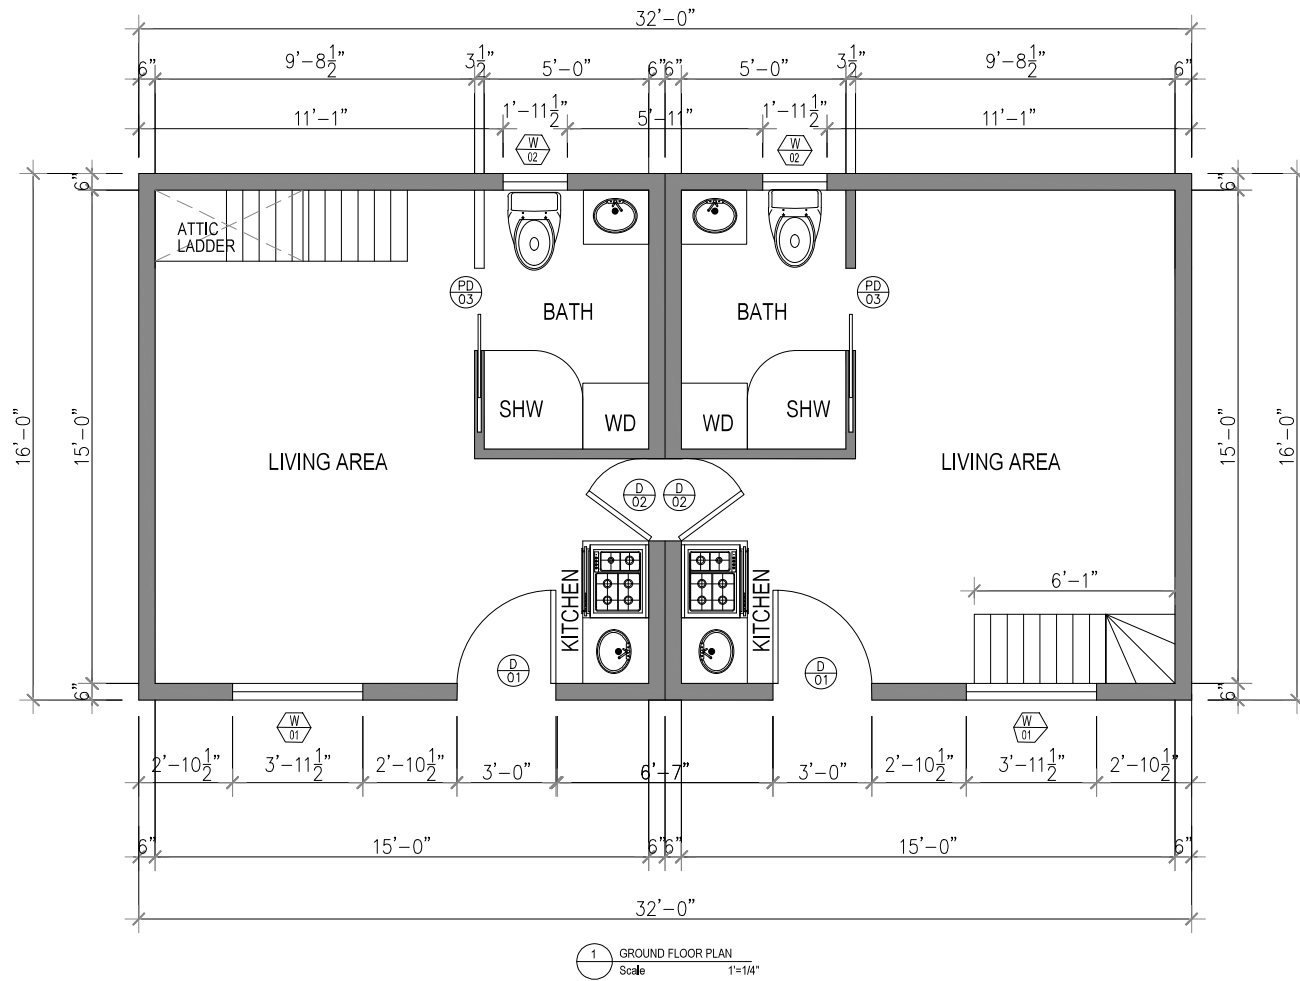 32'-0"
6" 9'-8 1/2" 3 1/2" 5'-0" 6" 6" 5'-0" 3 1/2" 9'-8 1/2" 6"
11'-1" 1'-11 1/2" 5'-11" 1'-11 1/2" 11'-1"
W
02
W
02
6"
6"
ATTIC
LADDER
PD
03
PD
03
BATH
BATH
SHW
WD
WD
SHW
16'-0"
15'-0"
15'-0"
16'-0"
LIVING AREA
LIVING AREA
D
02
D
02
KITCHEN
KITCHEN
6'-1"
D
01
D
01
6"
6"
W
01
W
01
2'-10 1/2" 3'-11 1/2" 2'-10 1/2" 3'-0" 6'-7" 3'-0" 2'-10 1/2" 3'-11 1/2" 2'-10 1/2"
6" 15'-0" 6" 6" 15'-0" 6"
32'-0"
1 GROUND FLOOR PLAN
Scale 1'=1/4"